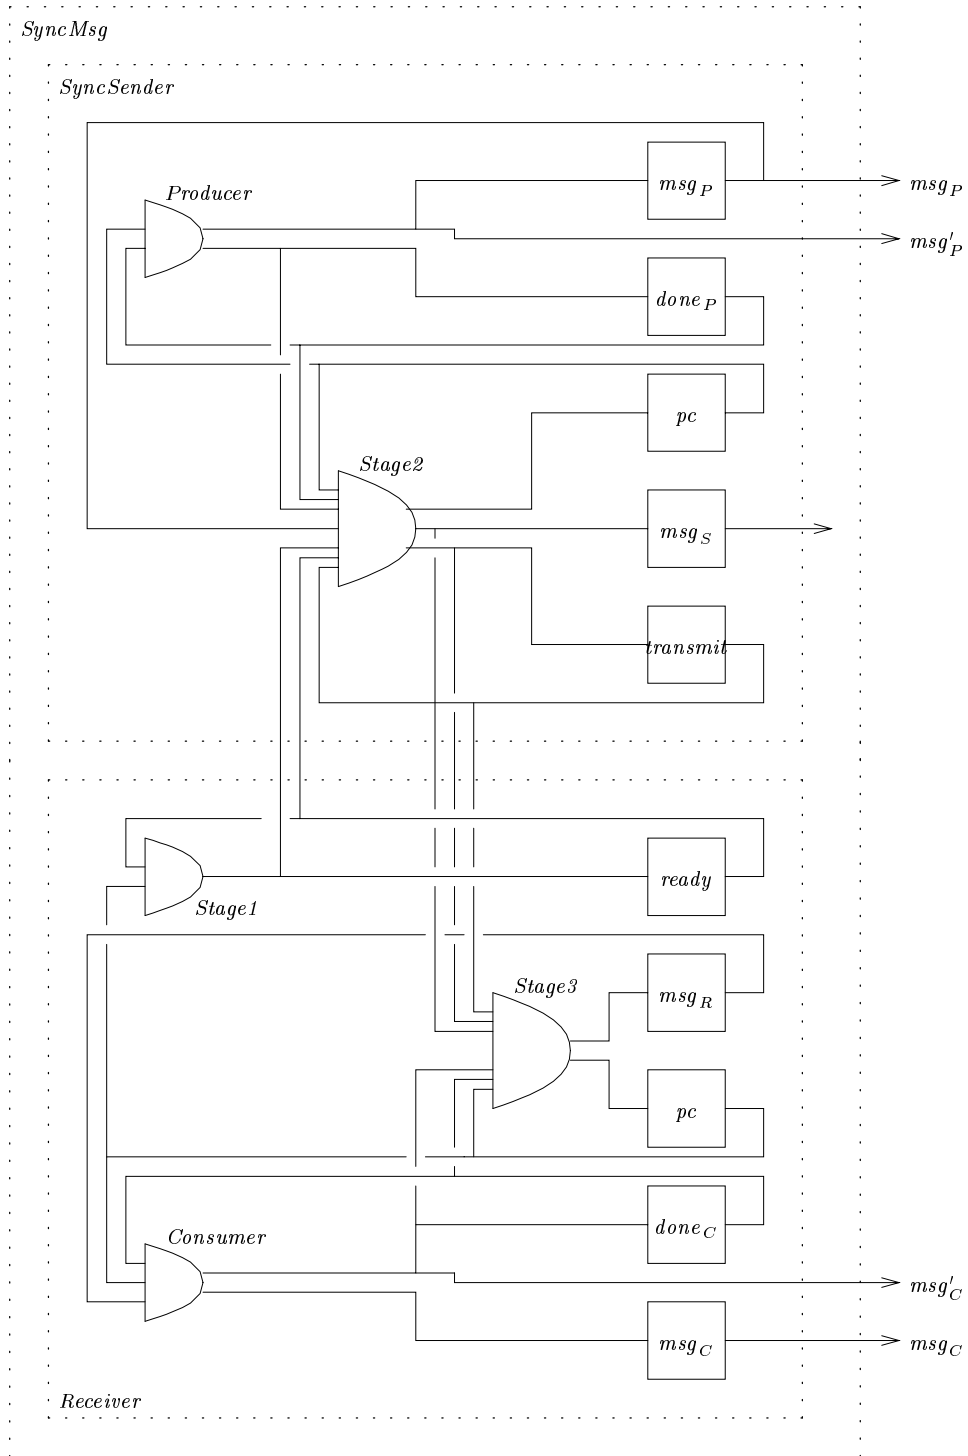 SyncMsg
SyncSender
msg_P
msg_P
Producer
msg'_P
done_P
pc
Stage2
msg_S
transmit
ready
Stage1
Stage3
msg_R
pc
done_C
Consumer
msg'_C
msg_C
msg_C
Receiver